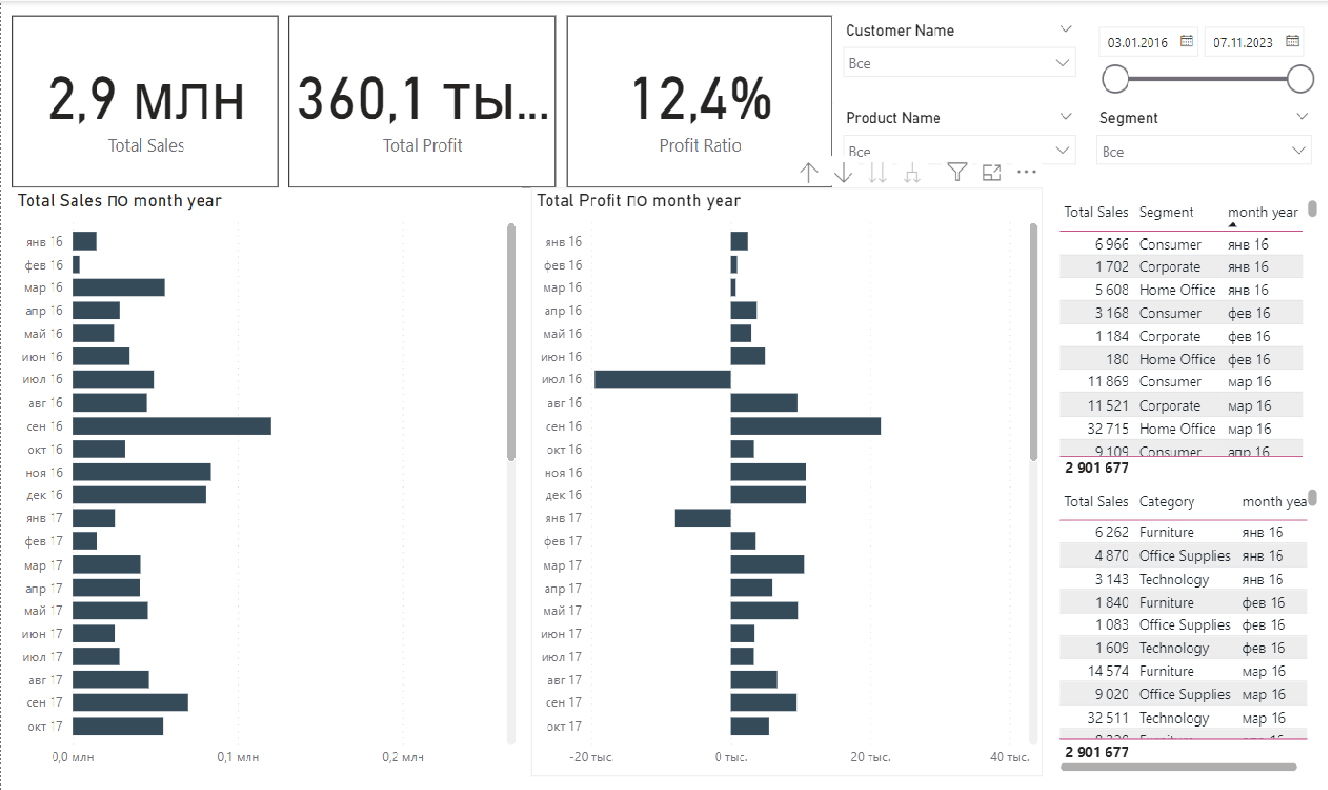 2,9 млн
Total Sales
360,1 ты...
Total Profit
12,4%
Profit Ratio
Customer Name
Все
Product Name
Все
03.01.2016
07.11.2023
Segment
Все
Total Sales по month year
янв 16
фев 16
мар 16
апр 16
май 16
июн 16
июл 16
авг 16
сен 16
окт 16
ноя 16
дек 16
янв 17
фев 17
мар 17
апр 17
май 17
июн 17
июл 17
авг 17
сен 17
окт 17
0,0 млн 0,1 млн 0,2 млн
Total Profit по month year
янв 16
фев 16
мар 16
апр 16
май 16
июн 16
июл 16
авг 16
сен 16
окт 16
ноя 16
дек 16
янв 17
фев 17
мар 17
апр 17
май 17
июн 17
июл 17
авг 17
сен 17
окт 17
-20 тыс. 0 тыс. 20 тыс. 40 тыс.
Total Sales Segment month year
6 966 Consumer янв 16
1 702 Corporate янв 16
5 608 Home Office янв 16
3 168 Consumer фев 16
1 184 Corporate фев 16
180 Home Office фев 16
11 869 Consumer мар 16
11 521 Corporate мар 16
32 715 Home Office мар 16
9 109 Consumer апр 16
2 901 677
Total Sales Category month yea
6 262 Furniture янв 16
4 870 Office Supplies янв 16
3 143 Technology янв 16
1 840 Furniture фев 16
1 083 Office Supplies фев 16
1 609 Technology фев 16
14 574 Furniture мар 16
9 020 Office Supplies мар 16
32 511 Technology мар 16
2 901 677